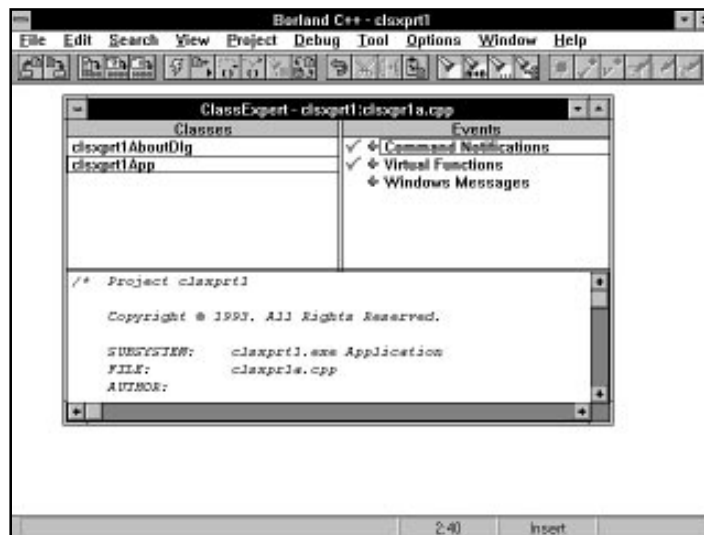 Borland C++ - clsxprt1
File Edit Search View Project Debug Tool Options Window Help
ClassExpert - clsxprt1:clsxpr1a.cpp
Classes
Events
clsxprt1AboutDlg
clsxprt1App
Command Notifications
Virtual Functions
Windows Messages
/* Project clsxprt1
Copyright © 1993. All Rights Reserved.
SUBSYSTEM: clsxprt1.exe Application
FILE: clsxpr1a.cpp
AUTHOR:
2:40 Insert